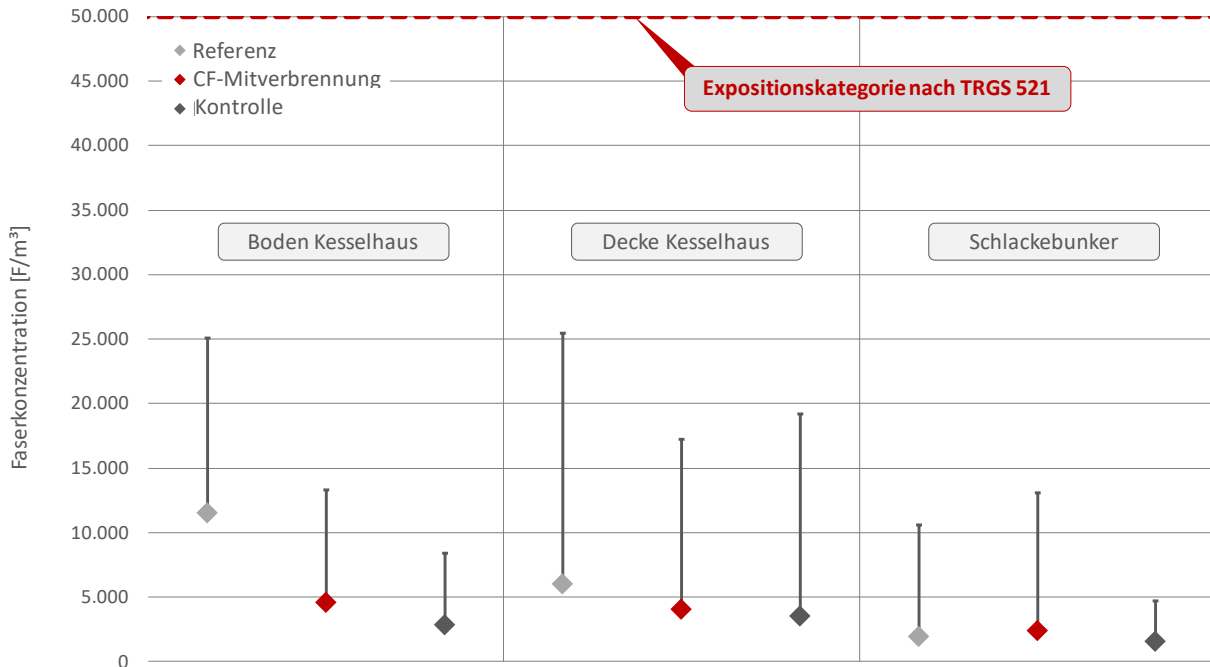 50.000
Referenz
45.000
CF-Mitverbrennung
Expositionskategorie nach TRGS 521
Kontrolle
40.000
35.000
Boden Kesselhaus
Decke Kesselhaus
Schlackebunker
30.000
25.000
20.000
15.000
10.000
5.000
0
Faserkonzentration [F/m³]